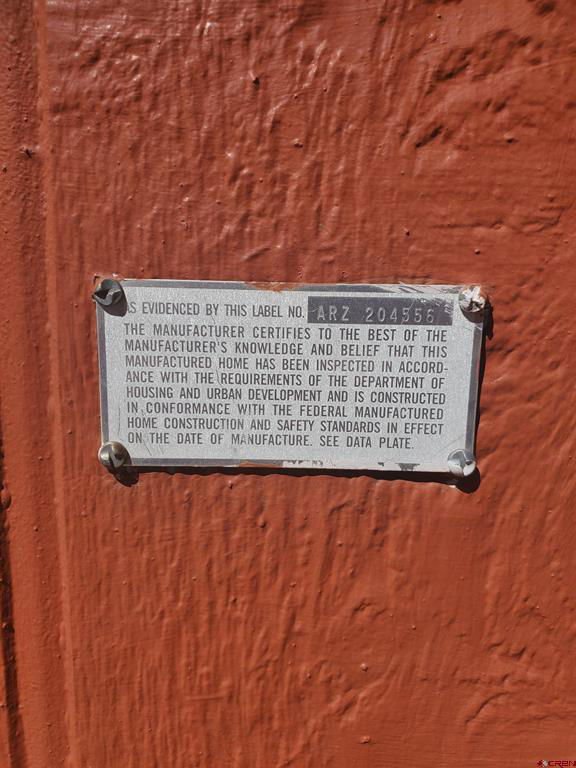 AS EVIDENCED BY THIS LABEL NO. ARZ 204556
THE MANUFACTURER CERTIFIES TO THE BEST OF THE
MANUFACTURER'S KNOWLEDGE AND BELIEF THAT THIS
MANUFACTURED HOME HAS BEEN INSPECTED IN ACCORD-
ANCE WITH THE REQUIREMENTS OF THE DEPARTMENT OF
HOUSING AND URBAN DEVELOPMENT AND IS CONSTRUCTED
IN CONFORMANCE WITH THE FEDERAL MANUFACTURED
HOME CONSTRUCTION AND SAFETY STANDARDS IN EFFECT
ON THE DATE OF MANUFACTURE. SEE DATA PLATE.
CREN